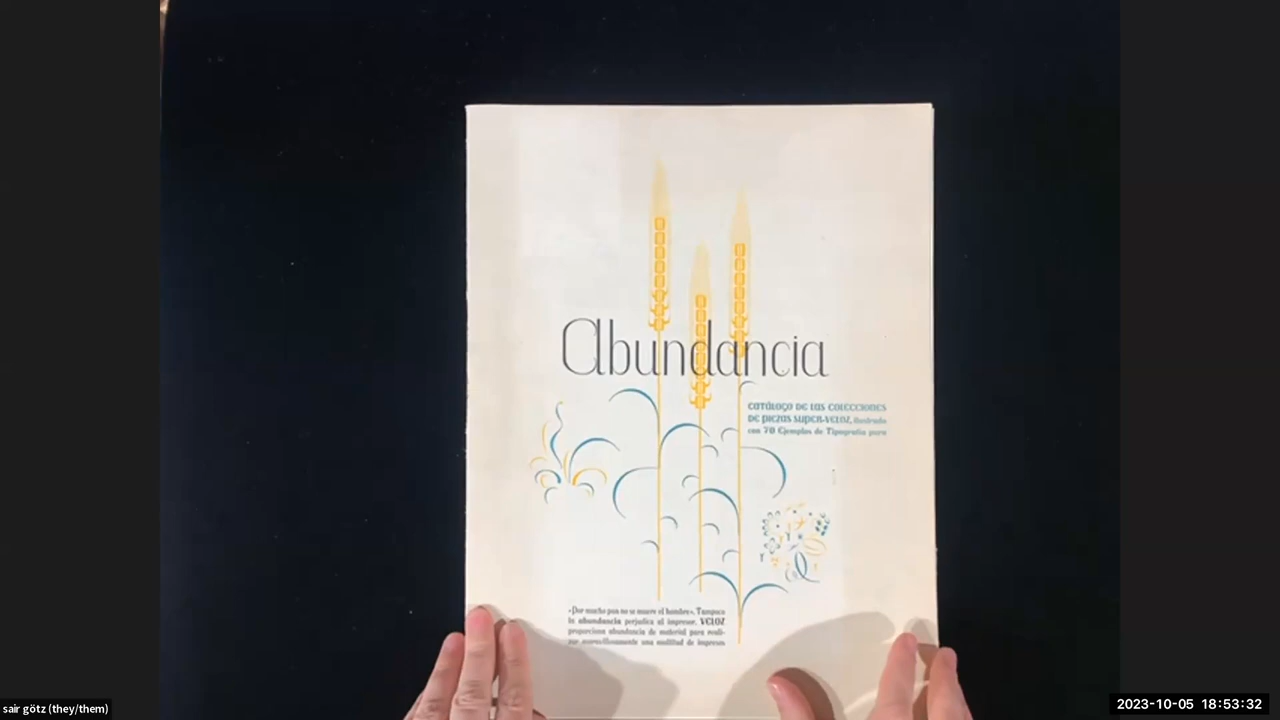 Abundancia
CATÁLOGO DE LAS COLECCIONES
DE PIEZAS SUPER-VELOZ, ilustrado
con 70 Ejemplos de Tipografía para
«Por mucho pan no se muere el hombre». Tampoco
la abundancia perjudica al impresor. VELOZ
proporciona abundancia de material para reali-
zar maravillosamente una multitud de impresos
sair götz (they/them)
2023-10-05 18:53:32